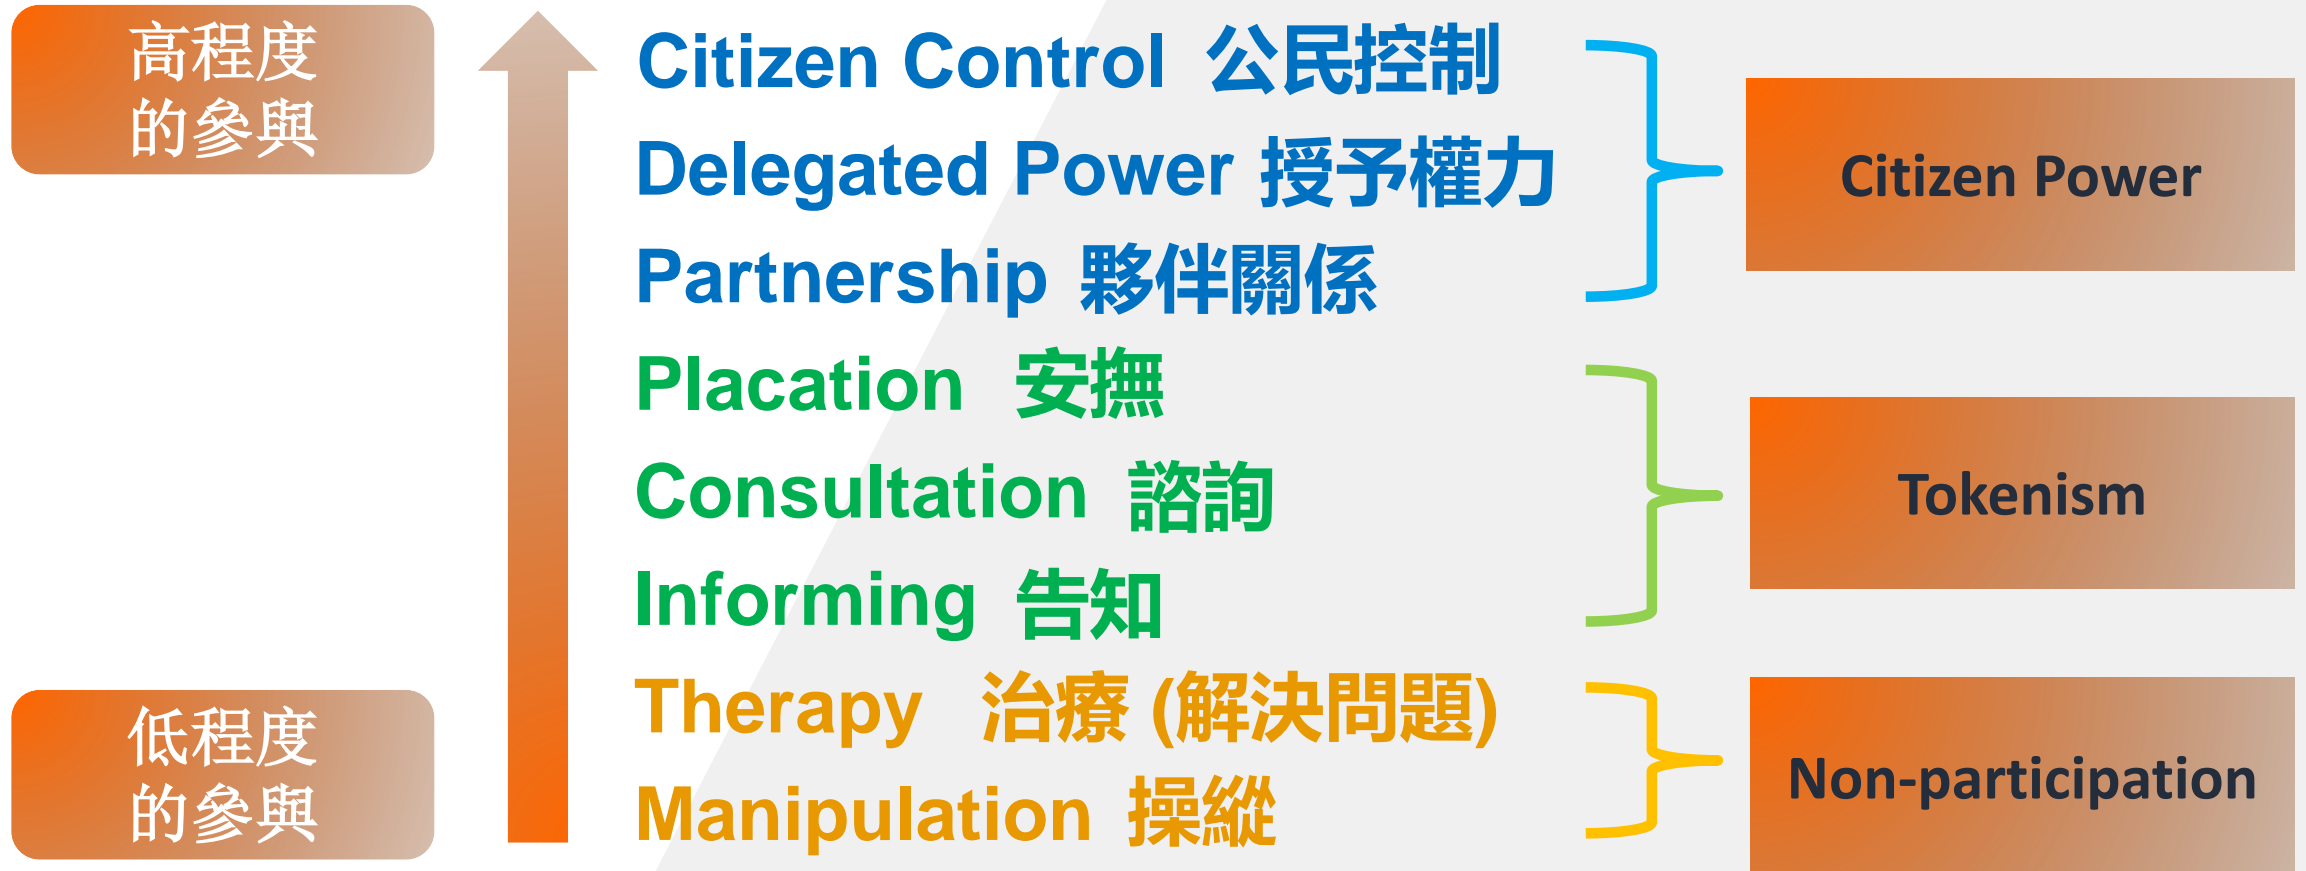 高程度
的參與
Citizen Control 公民控制
Delegated Power 授予權力
Partnership 夥伴關係
Citizen Power
Placation 安撫
Consultation 諮詢
Informing 告知
Tokenism
低程度
的參與
Therapy 治療 (解決問題)
Manipulation 操縱
Non-participation